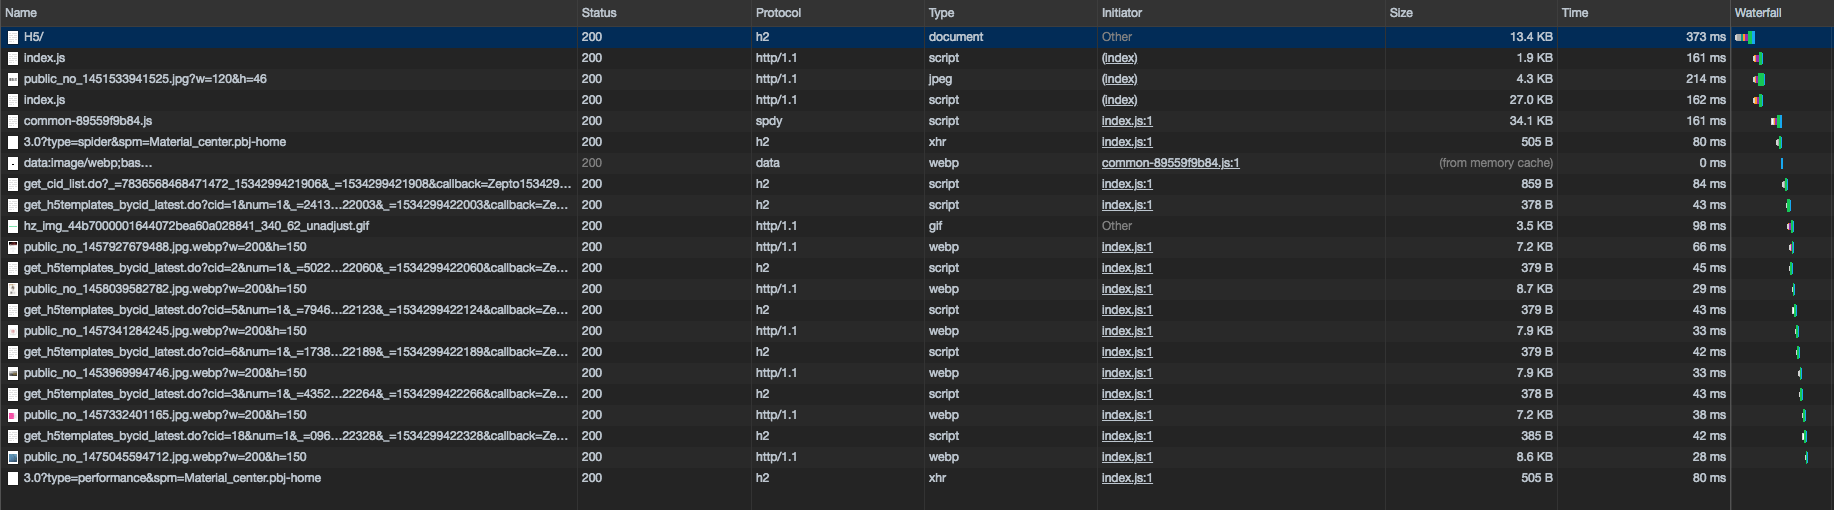 Name Status Protocol Type Initiator Size Time Waterfall
H5/ 200 h2 document Other 13.4 KB 373 ms
index.js 200 http/1.1 script (index) 1.9 KB 161 ms
public_no_1451533941525.jpg?w=120&h=46 200 http/1.1 jpeg (index) 4.3 KB 214 ms
index.js 200 http/1.1 script (index) 27.0 KB 162 ms
common-89559f9b84.js 200 spdy script index.js:1 34.1 KB 161 ms
3.0?type=spider&spm=Material_center.pbj-home 200 h2 xhr index.js:1 505 B 80 ms
data:image/webp;bas... 200 data webp common-89559f9b84.js:1 (from memory cache) 0 ms
get_cid_list.do?_=7836568468471472_1534299421906&_=1534299421908&callback=Zepto153429... 200 h2 script index.js:1 859 B 84 ms
get_h5templates_bycid_latest.do?cid=1&num=1&_=2413...22003&_=1534299422003&callback=Ze... 200 h2 script index.js:1 378 B 43 ms
hz_img_44b7000001644072bea60a028841_340_62_unadjust.gif 200 http/1.1 gif Other 3.5 KB 98 ms
public_no_1457927679488.jpg.webp?w=200&h=150 200 http/1.1 webp index.js:1 7.2 KB 66 ms
get_h5templates_bycid_latest.do?cid=2&num=1&_=5022...22060&_=1534299422060&callback=Ze... 200 h2 script index.js:1 379 B 45 ms
public_no_1458039582782.jpg.webp?w=200&h=150 200 http/1.1 webp index.js:1 8.7 KB 29 ms
get_h5templates_bycid_latest.do?cid=5&num=1&_=7946...22123&_=1534299422124&callback=Ze... 200 h2 script index.js:1 379 B 43 ms
public_no_1457341284245.jpg.webp?w=200&h=150 200 http/1.1 webp index.js:1 7.9 KB 33 ms
get_h5templates_bycid_latest.do?cid=6&num=1&_=1738...22189&_=1534299422189&callback=Ze... 200 h2 script index.js:1 379 B 42 ms
public_no_1453969994746.jpg.webp?w=200&h=150 200 http/1.1 webp index.js:1 7.9 KB 33 ms
get_h5templates_bycid_latest.do?cid=3&num=1&_=4352...22264&_=1534299422266&callback=Ze... 200 h2 script index.js:1 378 B 43 ms
public_no_1457332401165.jpg.webp?w=200&h=150 200 http/1.1 webp index.js:1 7.2 KB 38 ms
get_h5templates_bycid_latest.do?cid=18&num=1&_=096...22328&_=1534299422328&callback=Ze... 200 h2 script index.js:1 385 B 42 ms
public_no_1475045594712.jpg.webp?w=200&h=150 200 http/1.1 webp index.js:1 8.6 KB 28 ms
3.0?type=performance&spm=Material_center.pbj-home 200 h2 xhr index.js:1 505 B 80 ms